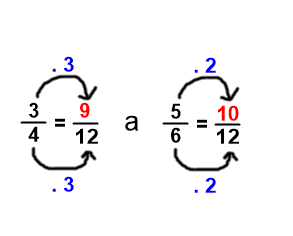 . 3 . 2
3/4 = 9/12 a 5/6 = 10/12
. 3 . 2